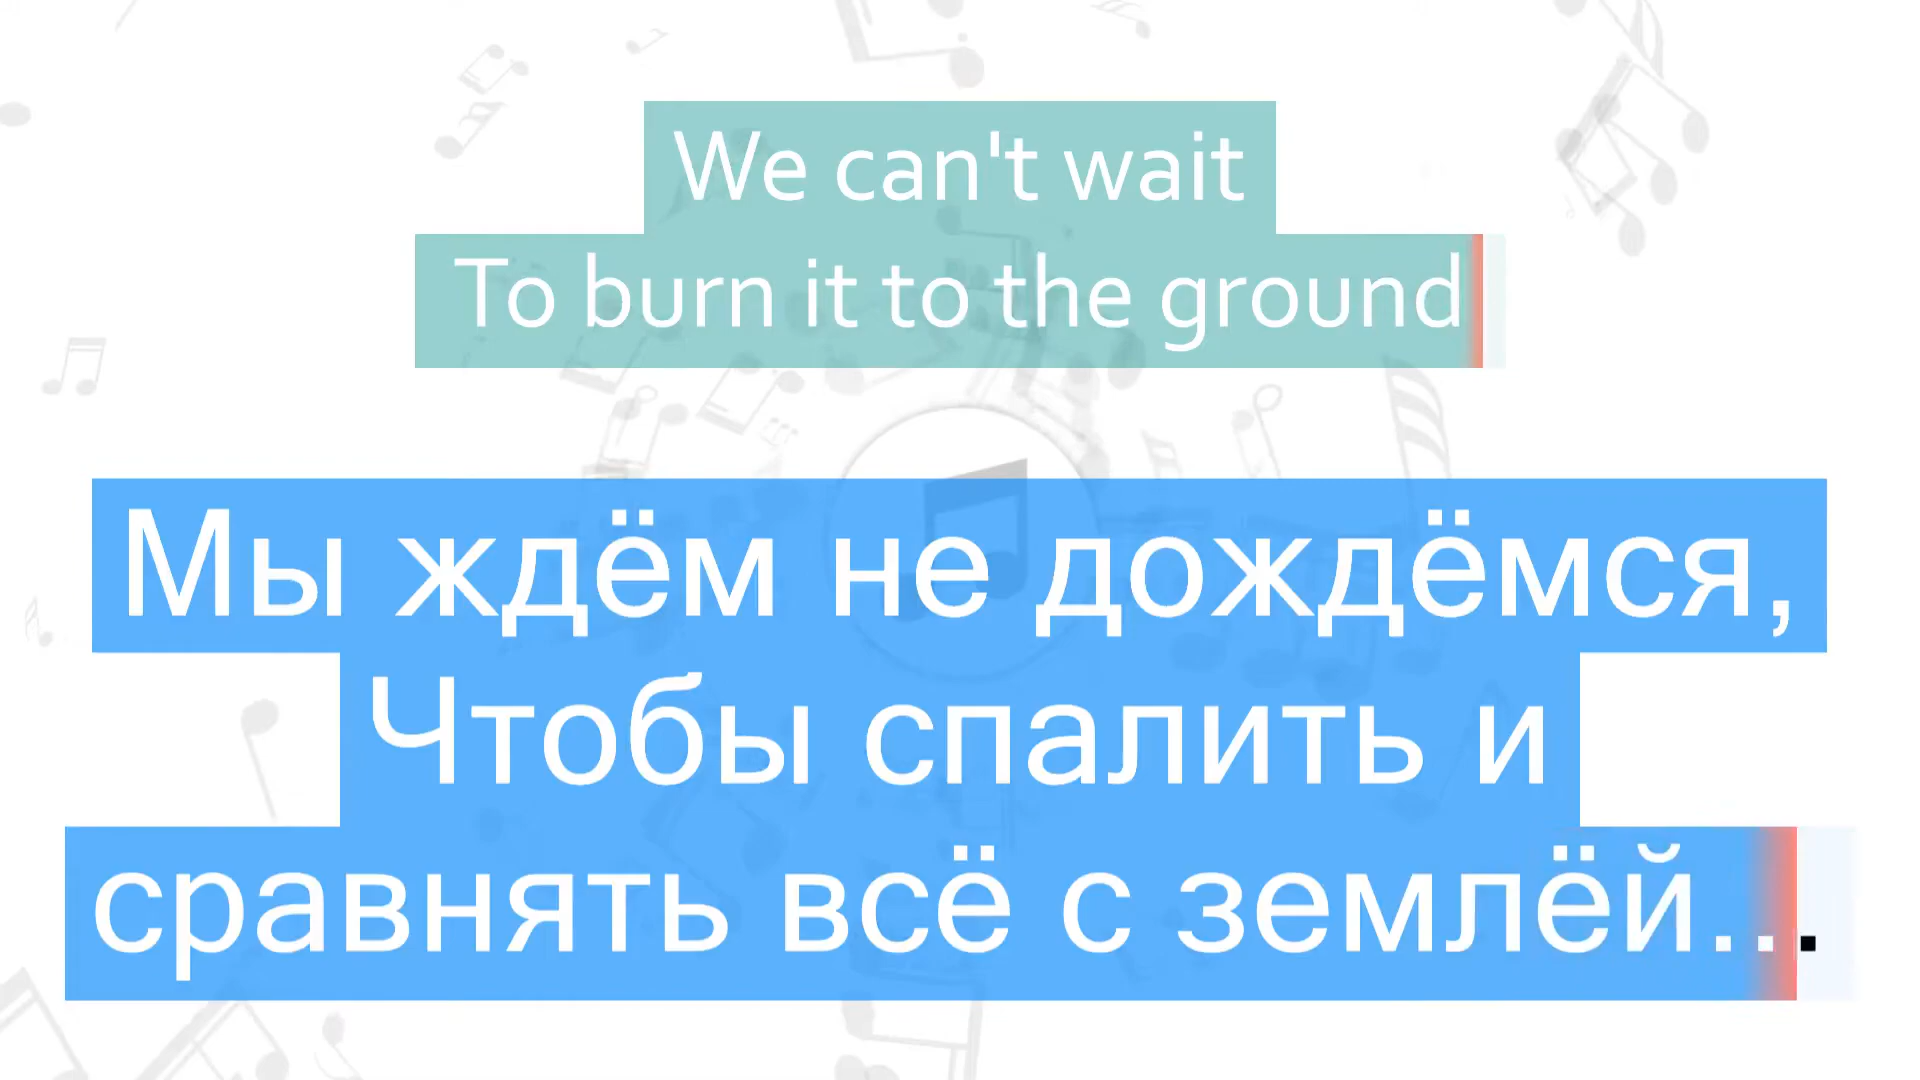 We can't wait
To burn it to the ground
Мы ждём не дождёмся,
Чтобы спалить и
сравнять всё с землёй...